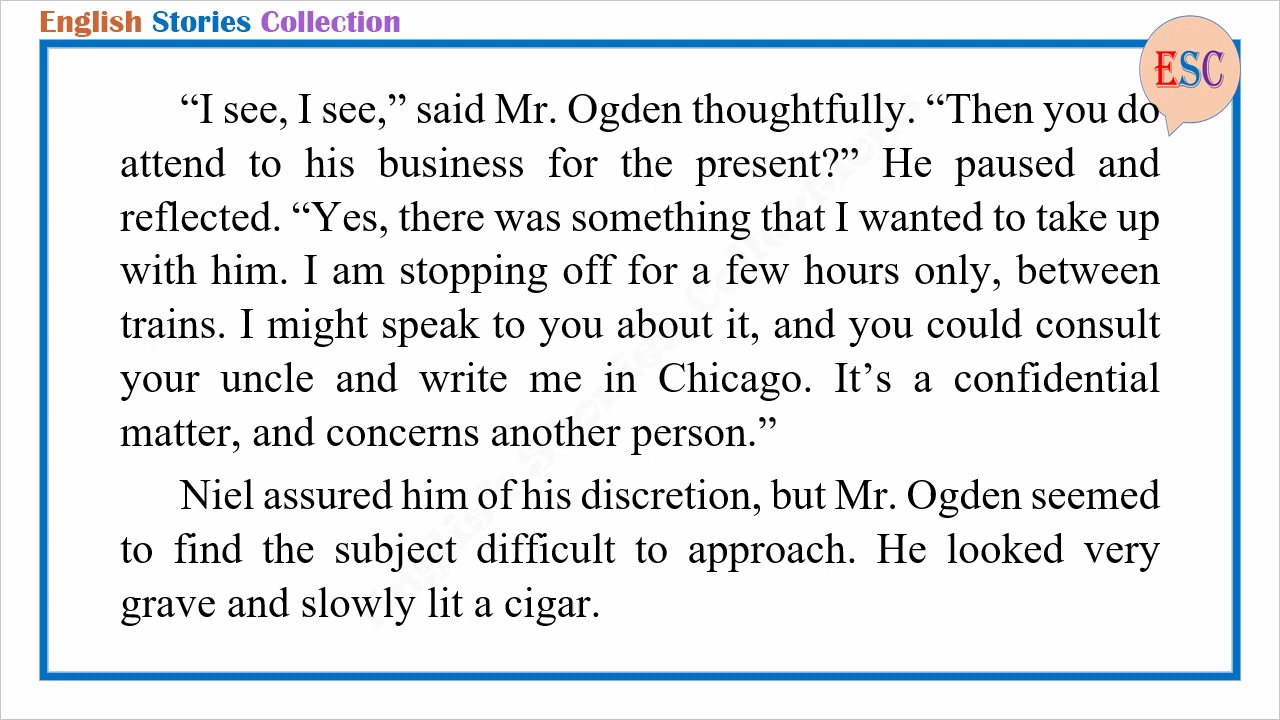 English Stories Collection
ESC
“I see, I see,” said Mr. Ogden thoughtfully. “Then you do
attend to his business for the present?” He paused and
reflected. “Yes, there was something that I wanted to take up
with him. I am stopping off for a few hours only, between
trains. I might speak to you about it, and you could consult
your uncle and write me in Chicago. It’s a confidential
matter, and concerns another person.”
Niel assured him of his discretion, but Mr. Ogden seemed
to find the subject difficult to approach. He looked very
grave and slowly lit a cigar.
English Stories Collections